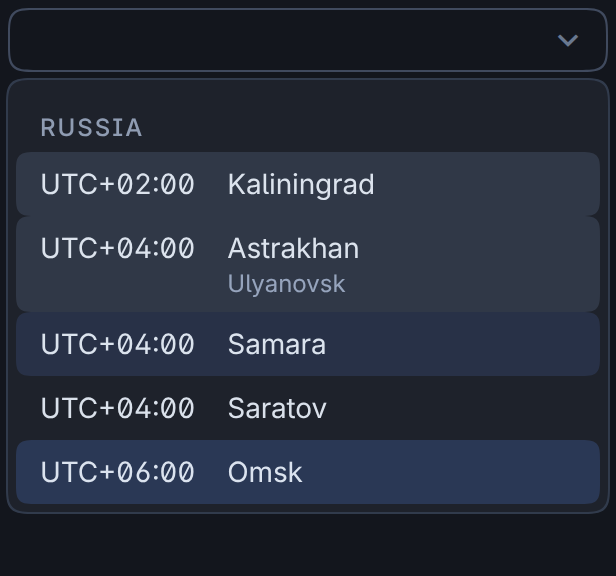 RUSSIA
UTC+02:00 Kaliningrad
UTC+04:00 Astrakhan
Ulyanovsk
UTC+04:00 Samara
UTC+04:00 Saratov
UTC+06:00 Omsk